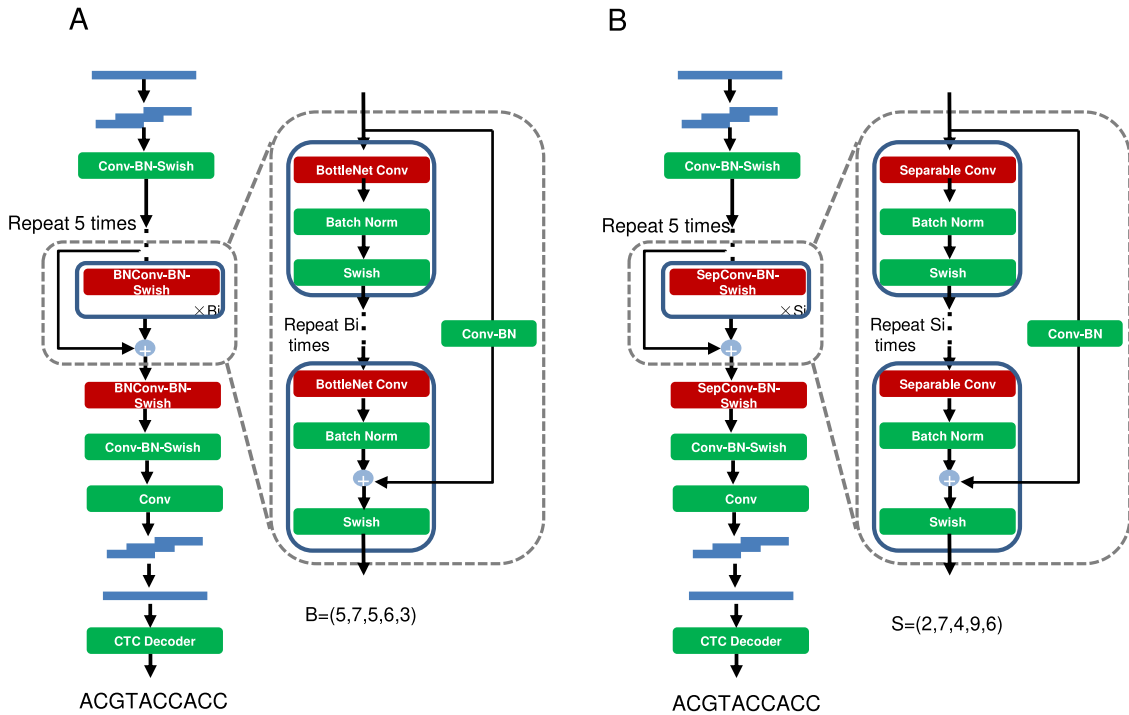 A
Conv-BN-Swish
Repeat 5 times
BNConv-BN-
Swish
×Bi
BNConv-BN-
Swish
Conv-BN-Swish
Conv
CTC Decoder
ACGTACCACC
BottleNet Conv
Batch Norm
Swish
Repeat Bi
times
Conv-BN
BottleNet Conv
Batch Norm
Swish
B=(5,7,5,6,3)
B
Conv-BN-Swish
Repeat 5 times
SepConv-BN-
Swish
×Si
SepConv-BN-
Swish
Conv-BN-Swish
Conv
CTC Decoder
ACGTACCACC
Separable Conv
Batch Norm
Swish
Repeat Si
times
Conv-BN
Separable Conv
Batch Norm
Swish
S=(2,7,4,9,6)